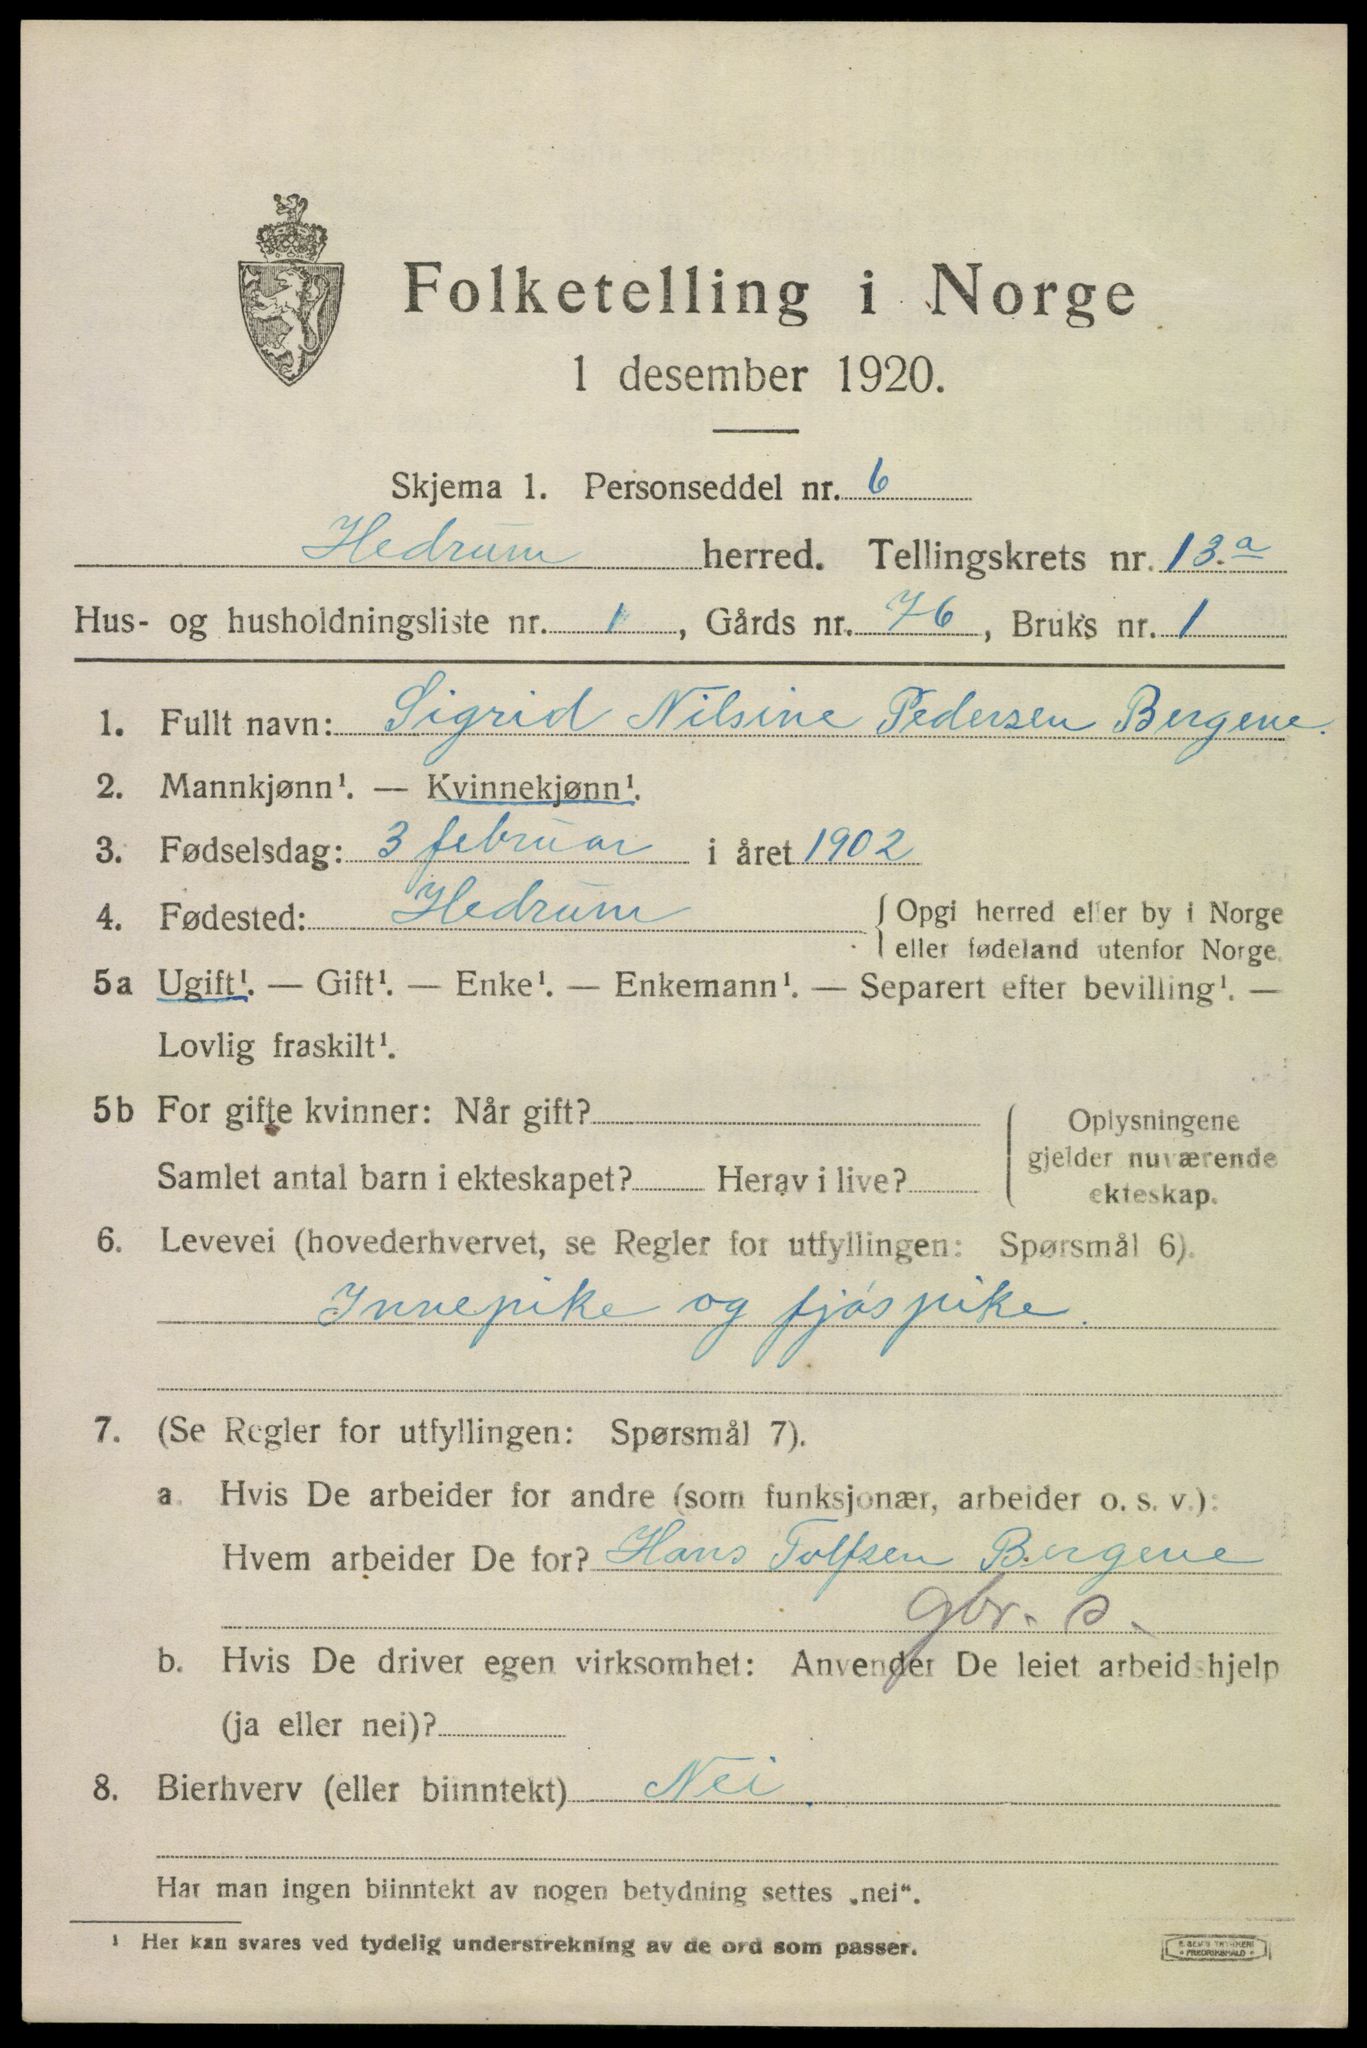 Folketelling i Norge
1 desember 1920.
Skjema 1. Personseddel nr. 6
Hedrum herred. Tellingskrets nr. 13.a
Hus- og husholdningsliste nr. 1, Gårds nr. 76, Bruks nr. 1
1. Fullt navn: Sigrid Nilsine Pedersen Bergene.
2. Mannkjønn¹. — Kvinnekjønn¹.
3. Fødselsdag: 3 februar i året 1902
4. Fødested: Hedrum {Opgi herred eller by i Norge
eller fødeland utenfor Norge.
5a Ugift¹. — Gift¹. — Enke¹. — Enkemann¹. — Separert efter bevilling¹. —
Lovlig fraskilt¹.
5b For gifte kvinner: Når gift?
Samlet antal barn i ekteskapet? Herav i live?
Oplysningene
gjelder nuværende
ekteskap.
6. Levevei (hovederhvervet, se Regler for utfyllingen: Spørsmål 6).
Innepike og fjøspike.
7. (Se Regler for utfyllingen: Spørsmål 7).
a. Hvis De arbeider for andre (som funksjonær, arbeider o. s. v.):
Hvem arbeider De for? Hans Tolfsen Bergene
gbr. s.
b. Hvis De driver egen virksomhet: Anvender De leiet arbeidshjelp
(ja eller nei)?
8. Bierhverv (eller biinntekt) Nei.
Har man ingen biinntekt av nogen betydning settes „nei“.
¹ Her kan svares ved tydelig understrekning av de ord som passer.
FREDRIKSHALD